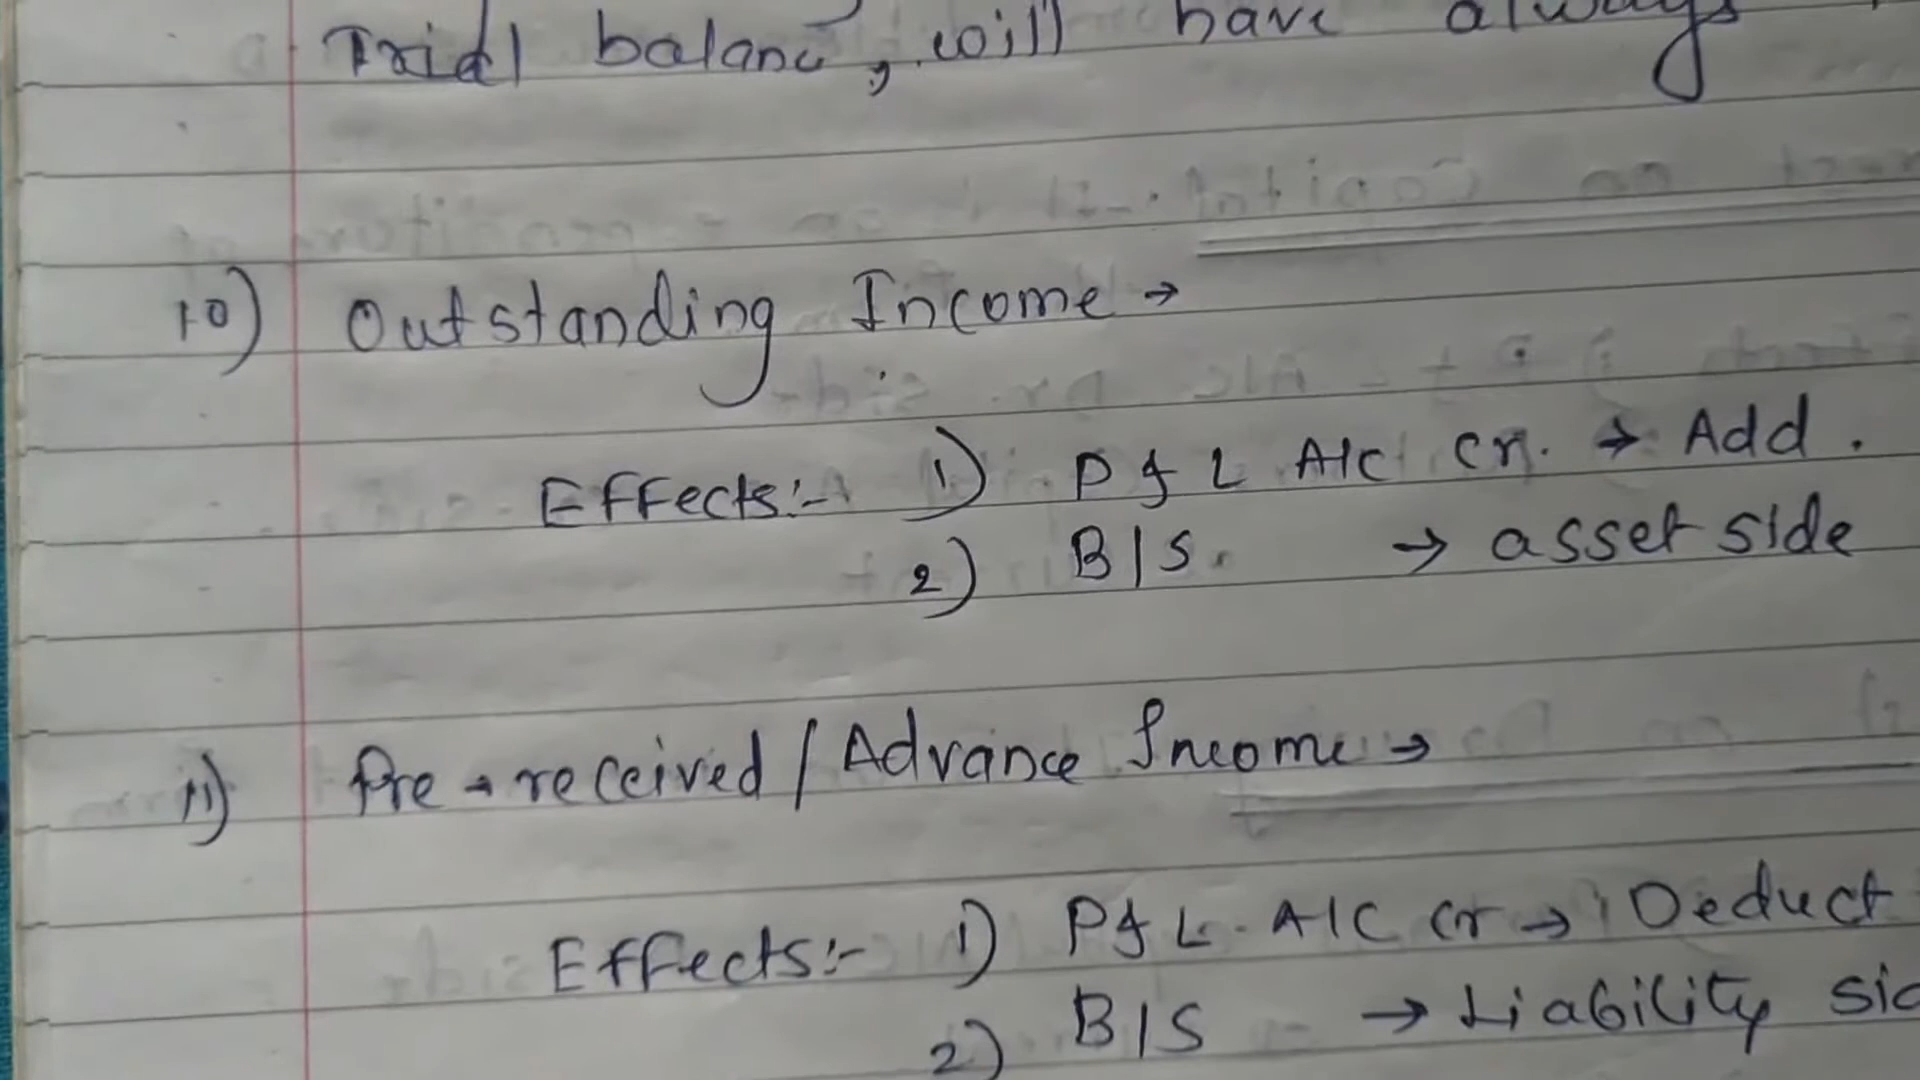 Trial balanc, will have always
10) Outstanding Income →
Effects:- 1) P & L A/C Cr. → Add.
2) B/S. → asset side
11) Pre-received / Advance Income →
Effects:- 1) P & L. A/C Cr → Deduct
2) B/S → Liability